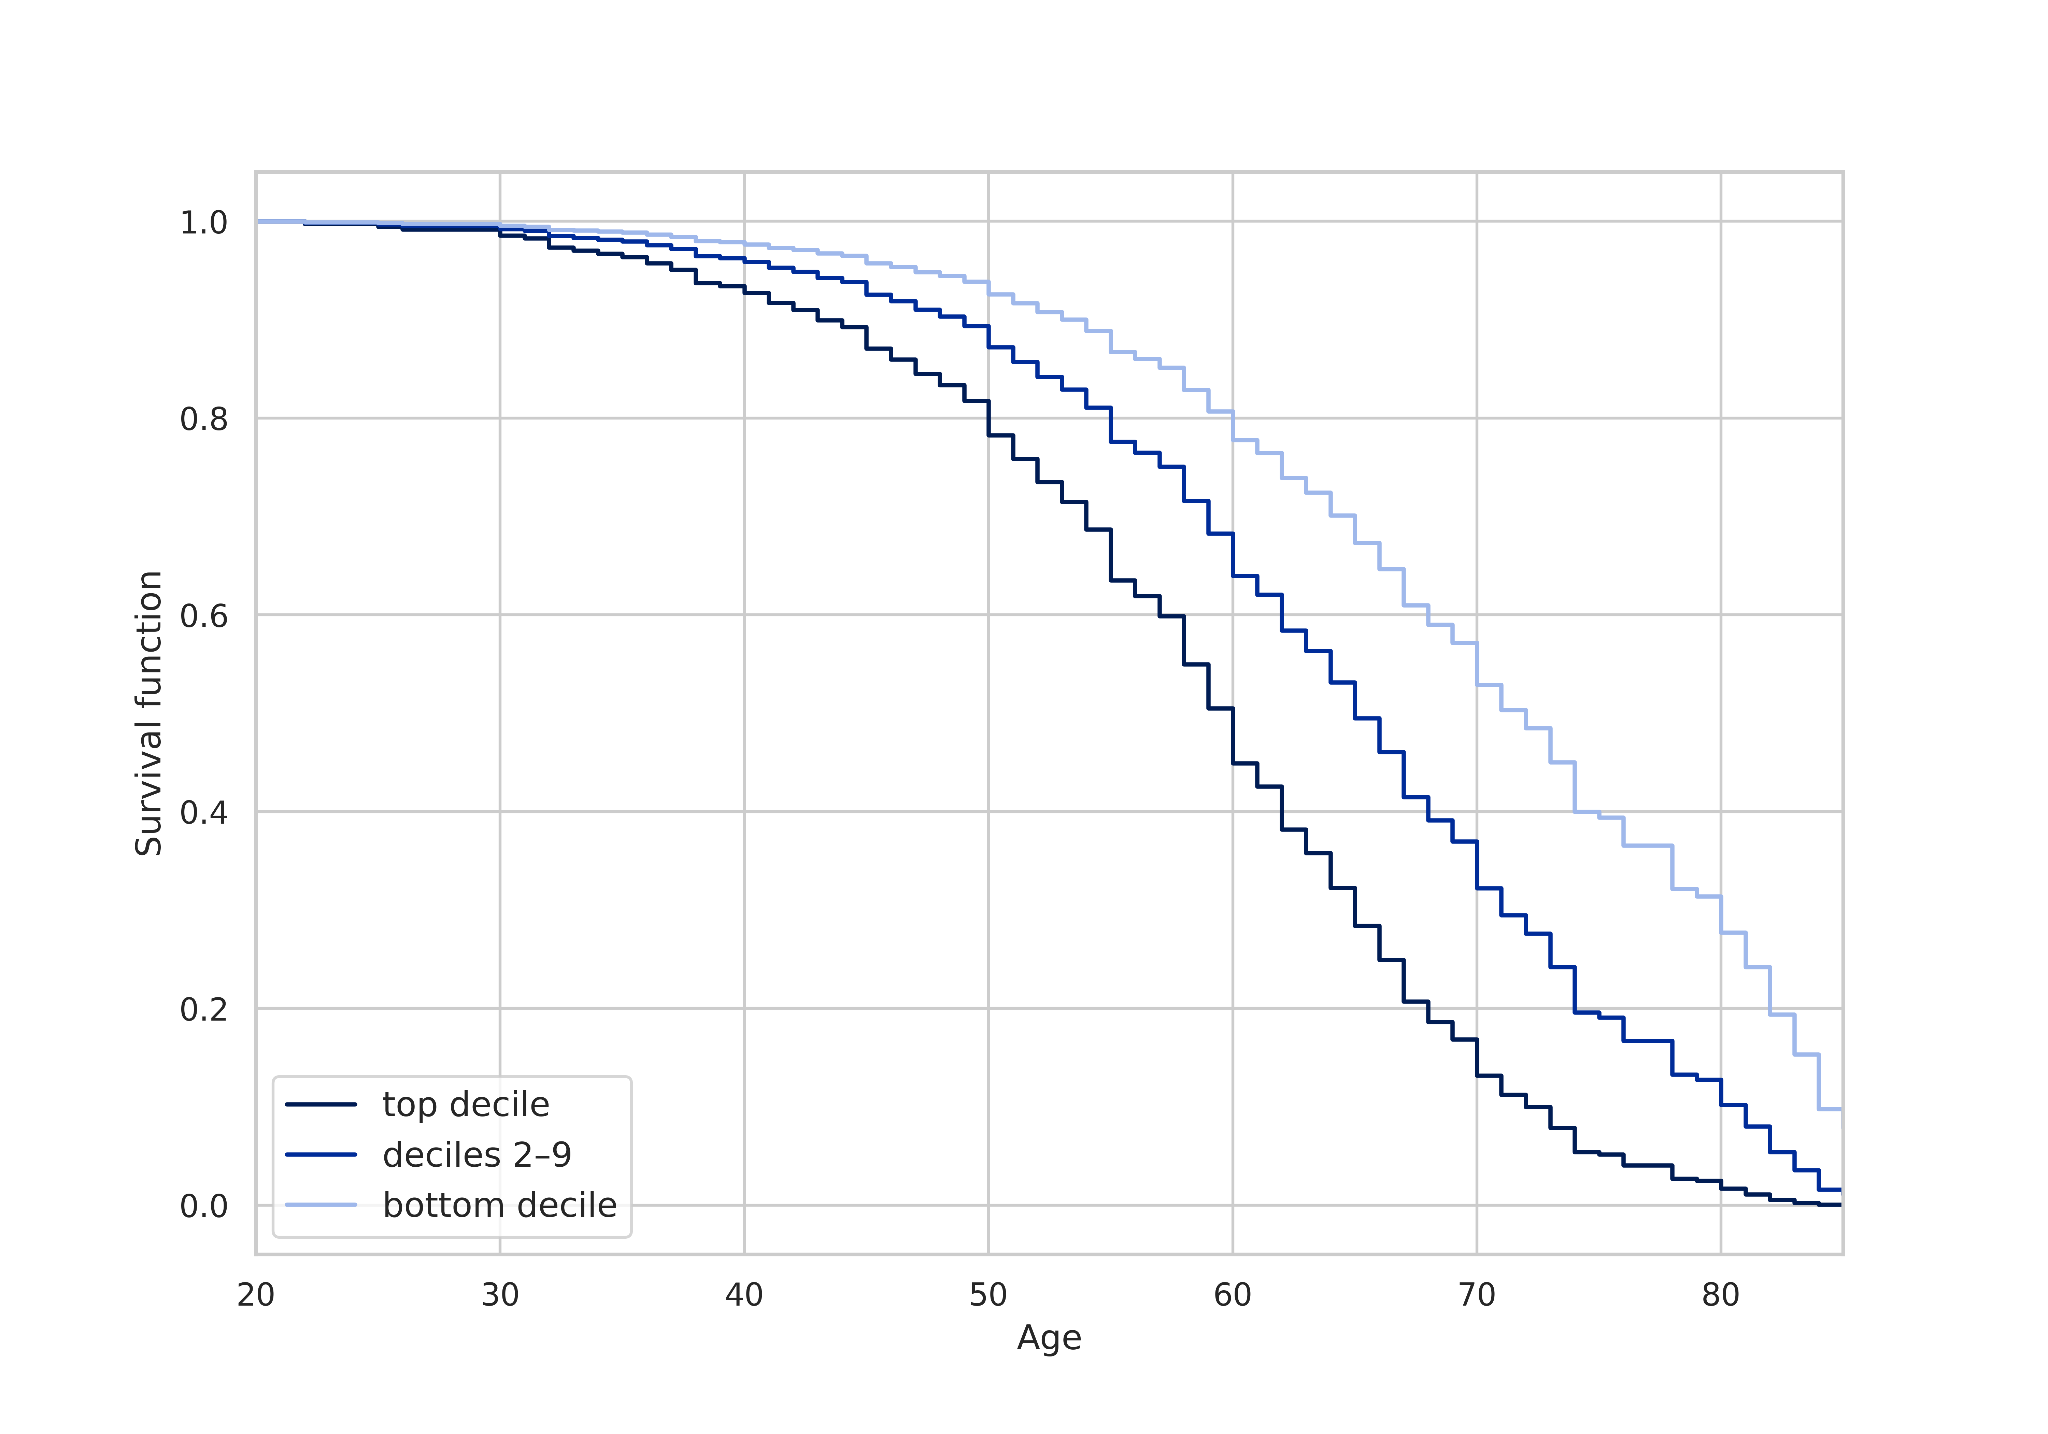 1.0
0.8
0.6
0.4
0.2
0.0
Survival function
top decile
deciles 2–9
bottom decile
20 30 40 50 60 70 80
Age